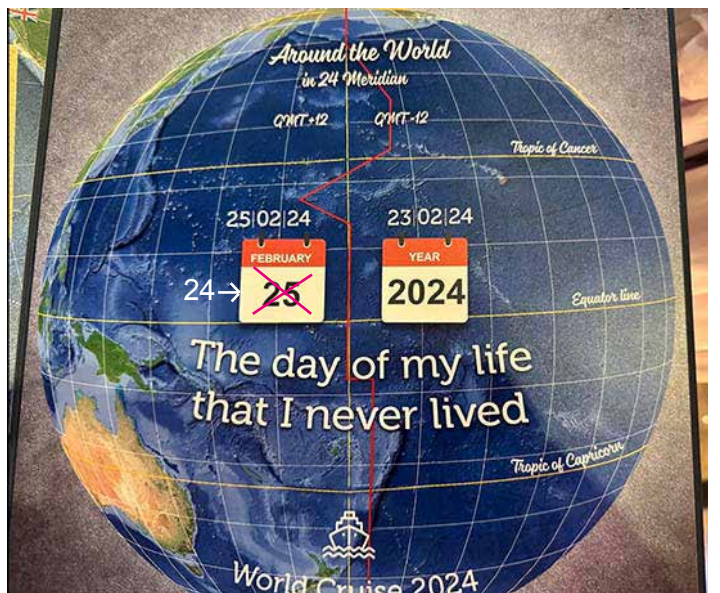 Around the World
in 24 Meridian
GMT+12 GMT-12
Tropic of Cancer
25|02|24 23|02|24
FEBRUARY YEAR
24→ 25 2024
Equator line
The day of my life
that I never lived
Tropic of Capricorn
World Cruise 2024